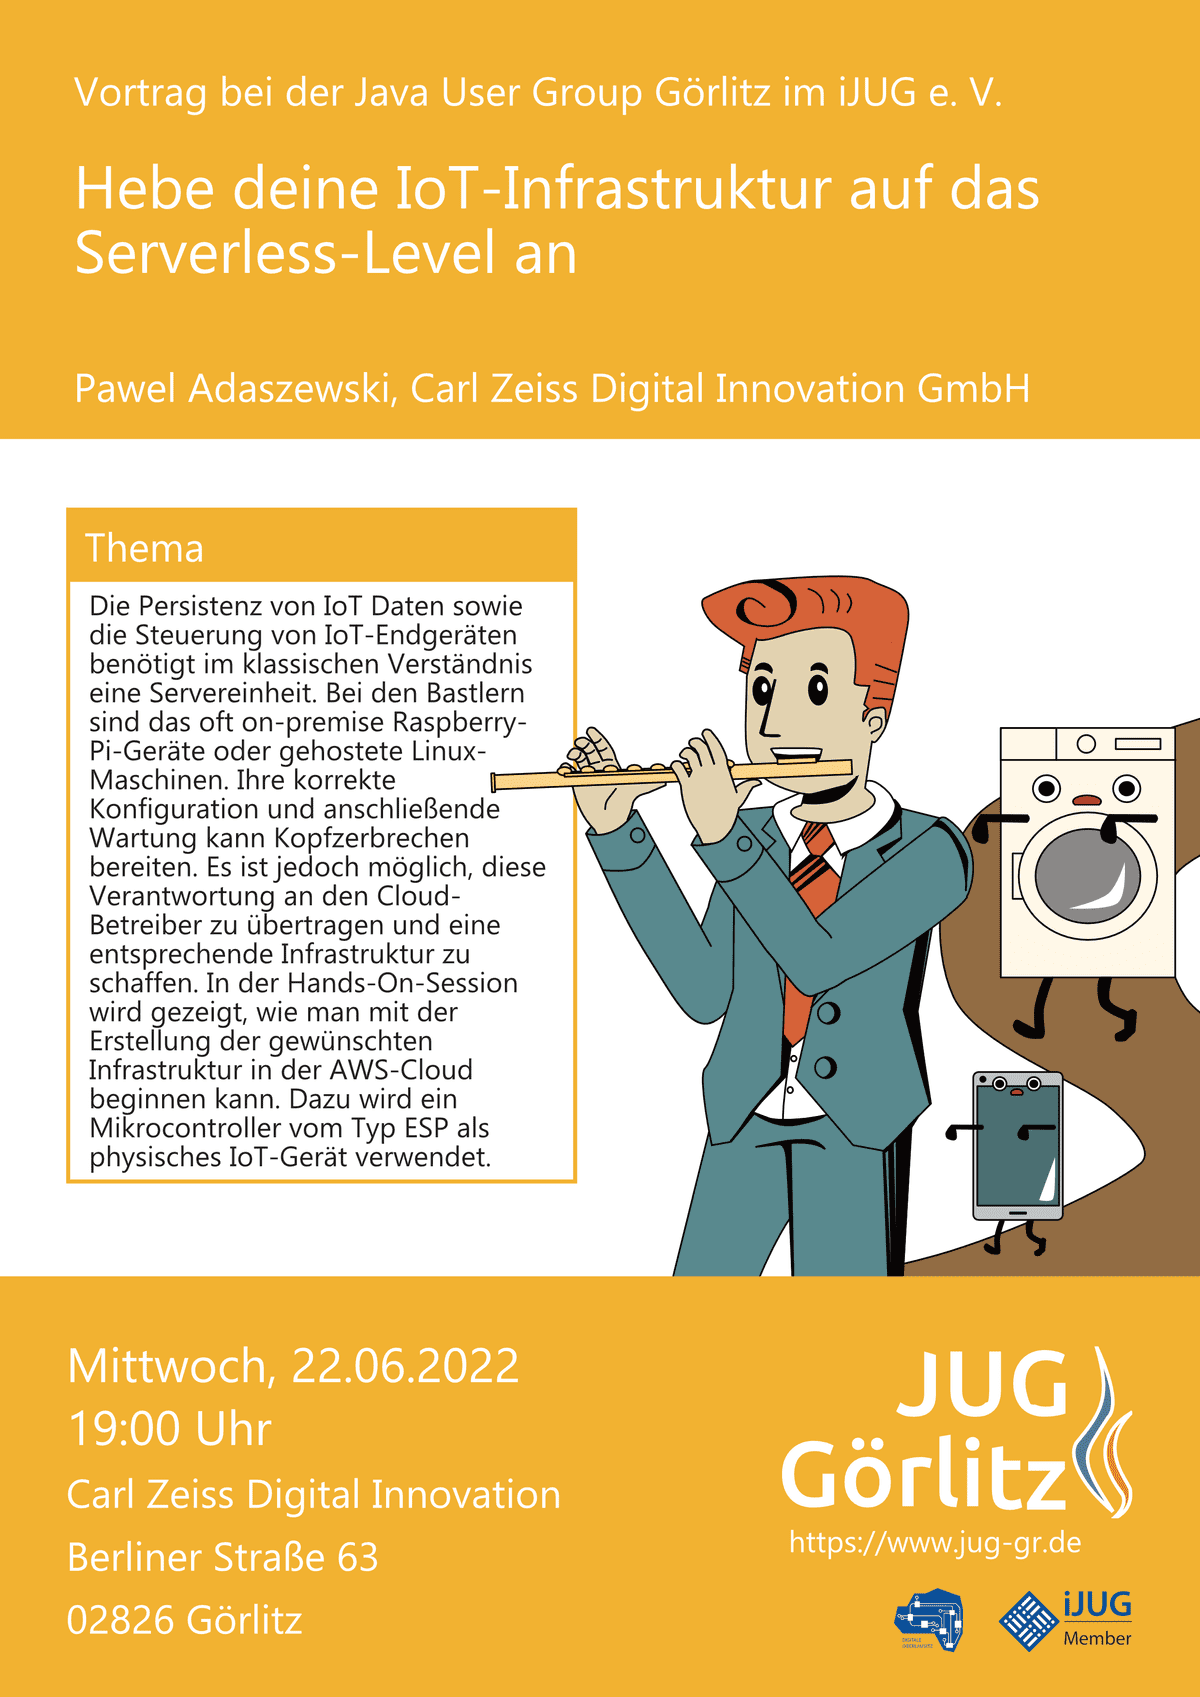 Vortrag bei der Java User Group Görlitz im iJUG e. V.
Hebe deine IoT-Infrastruktur auf das
Serverless-Level an
Pawel Adaszewski, Carl Zeiss Digital Innovation GmbH
Thema
Die Persistenz von IoT Daten sowie
die Steuerung von IoT-Endgeräten
benötigt im klassischen Verständnis
eine Servereinheit. Bei den Bastlern
sind das oft on-premise Raspberry-
Pi-Geräte oder gehostete Linux-
Maschinen. Ihre korrekte
Konfiguration und anschließende
Wartung kann Kopfzerbrechen
bereiten. Es ist jedoch möglich, diese
Verantwortung an den Cloud-
Betreiber zu übertragen und eine
entsprechende Infrastruktur zu
schaffen. In der Hands-On-Session
wird gezeigt, wie man mit der
Erstellung der gewünschten
Infrastruktur in der AWS-Cloud
beginnen kann. Dazu wird ein
Mikrocontroller vom Typ ESP als
physisches IoT-Gerät verwendet.
Mittwoch, 22.06.2022
19:00 Uhr
Carl Zeiss Digital Innovation
Berliner Straße 63
02826 Görlitz
JUG
Görlitz
https://www.jug-gr.de
DIGITALE
OBERLAUSITZ
iJUG
Member